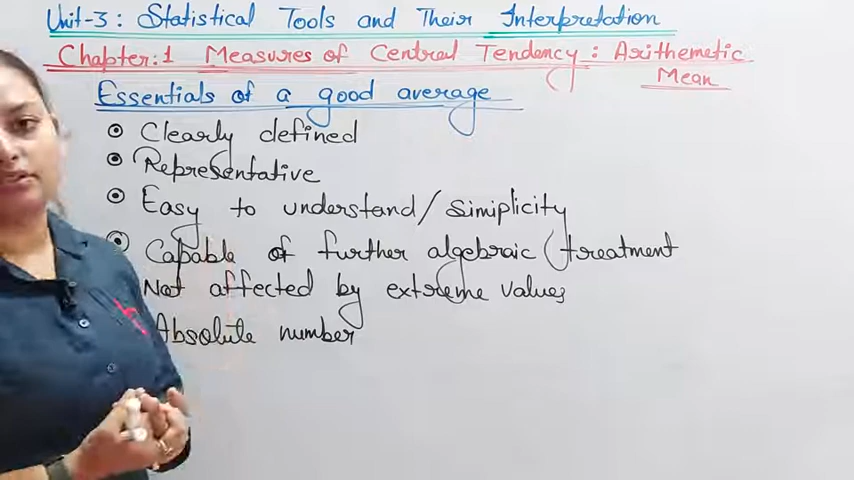 Unit-3: Statistical Tools and Their Interpretation
Chapter:1 Measures of Central Tendency: Arithemetic
Mean
Essentials of a good average
Clearly defined
Representative
Easy to understand/Simiplicity
Capable of further algebraic treatment
Not affected by extreme values
Absolute number